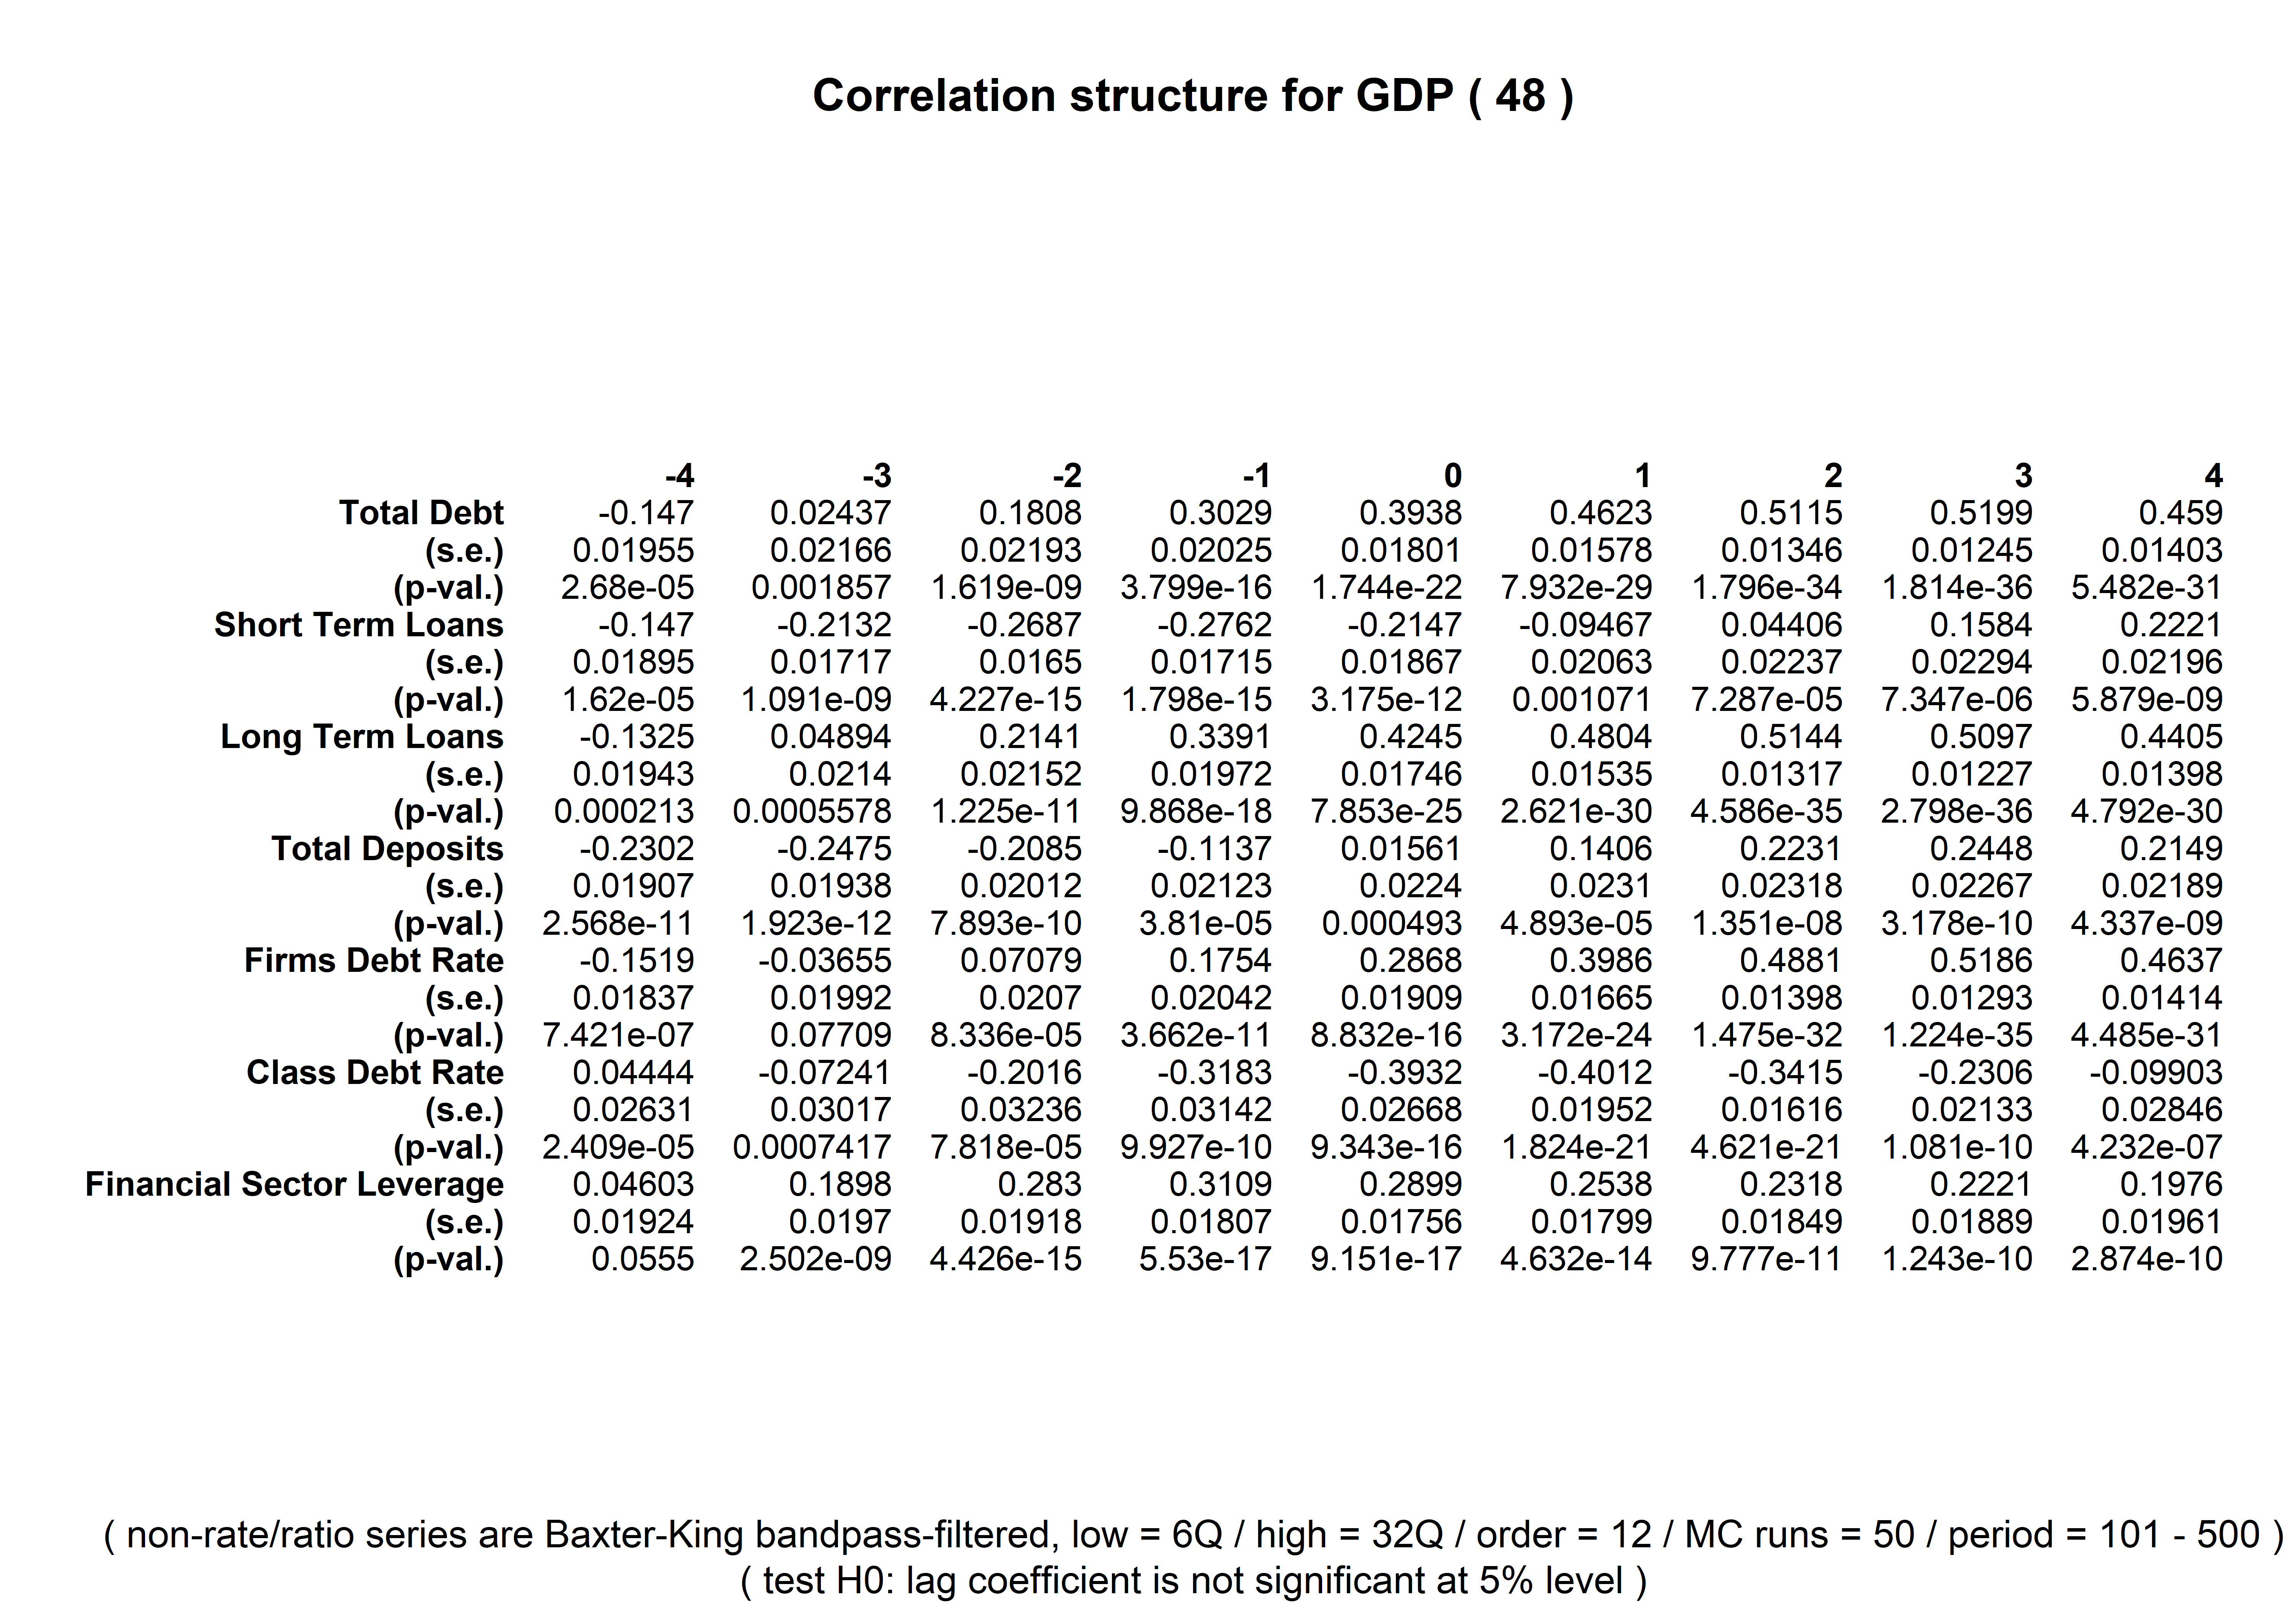 Correlation structure for GDP ( 48 )
-4 -3 -2 -1 0 1 2 3 4
Total Debt -0.147 0.02437 0.1808 0.3029 0.3938 0.4623 0.5115 0.5199 0.459
(s.e.) 0.01955 0.02166 0.02193 0.02025 0.01801 0.01578 0.01346 0.01245 0.01403
(p-val.) 2.68e-05 0.001857 1.619e-09 3.799e-16 1.744e-22 7.932e-29 1.796e-34 1.814e-36 5.482e-31
Short Term Loans -0.147 -0.2132 -0.2687 -0.2762 -0.2147 -0.09467 0.04406 0.1584 0.2221
(s.e.) 0.01895 0.01717 0.0165 0.01715 0.01867 0.02063 0.02237 0.02294 0.02196
(p-val.) 1.62e-05 1.091e-09 4.227e-15 1.798e-15 3.175e-12 0.001071 7.287e-05 7.347e-06 5.879e-09
Long Term Loans -0.1325 0.04894 0.2141 0.3391 0.4245 0.4804 0.5144 0.5097 0.4405
(s.e.) 0.01943 0.0214 0.02152 0.01972 0.01746 0.01535 0.01317 0.01227 0.01398
(p-val.) 0.000213 0.0005578 1.225e-11 9.868e-18 7.853e-25 2.621e-30 4.586e-35 2.798e-36 4.792e-30
Total Deposits -0.2302 -0.2475 -0.2085 -0.1137 0.01561 0.1406 0.2231 0.2448 0.2149
(s.e.) 0.01907 0.01938 0.02012 0.02123 0.0224 0.0231 0.02318 0.02267 0.02189
(p-val.) 2.568e-11 1.923e-12 7.893e-10 3.81e-05 0.000493 4.893e-05 1.351e-08 3.178e-10 4.337e-09
Firms Debt Rate -0.1519 -0.03655 0.07079 0.1754 0.2868 0.3986 0.4881 0.5186 0.4637
(s.e.) 0.01837 0.01992 0.0207 0.02042 0.01909 0.01665 0.01398 0.01293 0.01414
(p-val.) 7.421e-07 0.07709 8.336e-05 3.662e-11 8.832e-16 3.172e-24 1.475e-32 1.224e-35 4.485e-31
Class Debt Rate 0.04444 -0.07241 -0.2016 -0.3183 -0.3932 -0.4012 -0.3415 -0.2306 -0.09903
(s.e.) 0.02631 0.03017 0.03236 0.03142 0.02668 0.01952 0.01616 0.02133 0.02846
(p-val.) 2.409e-05 0.0007417 7.818e-05 9.927e-10 9.343e-16 1.824e-21 4.621e-21 1.081e-10 4.232e-07
Financial Sector Leverage 0.04603 0.1898 0.283 0.3109 0.2899 0.2538 0.2318 0.2221 0.1976
(s.e.) 0.01924 0.0197 0.01918 0.01807 0.01756 0.01799 0.01849 0.01889 0.01961
(p-val.) 0.0555 2.502e-09 4.426e-15 5.53e-17 9.151e-17 4.632e-14 9.777e-11 1.243e-10 2.874e-10
( non-rate/ratio series are Baxter-King bandpass-filtered, low = 6Q / high = 32Q / order = 12 / MC runs = 50 / period = 101 - 500 )
( test H0: lag coefficient is not significant at 5% level )